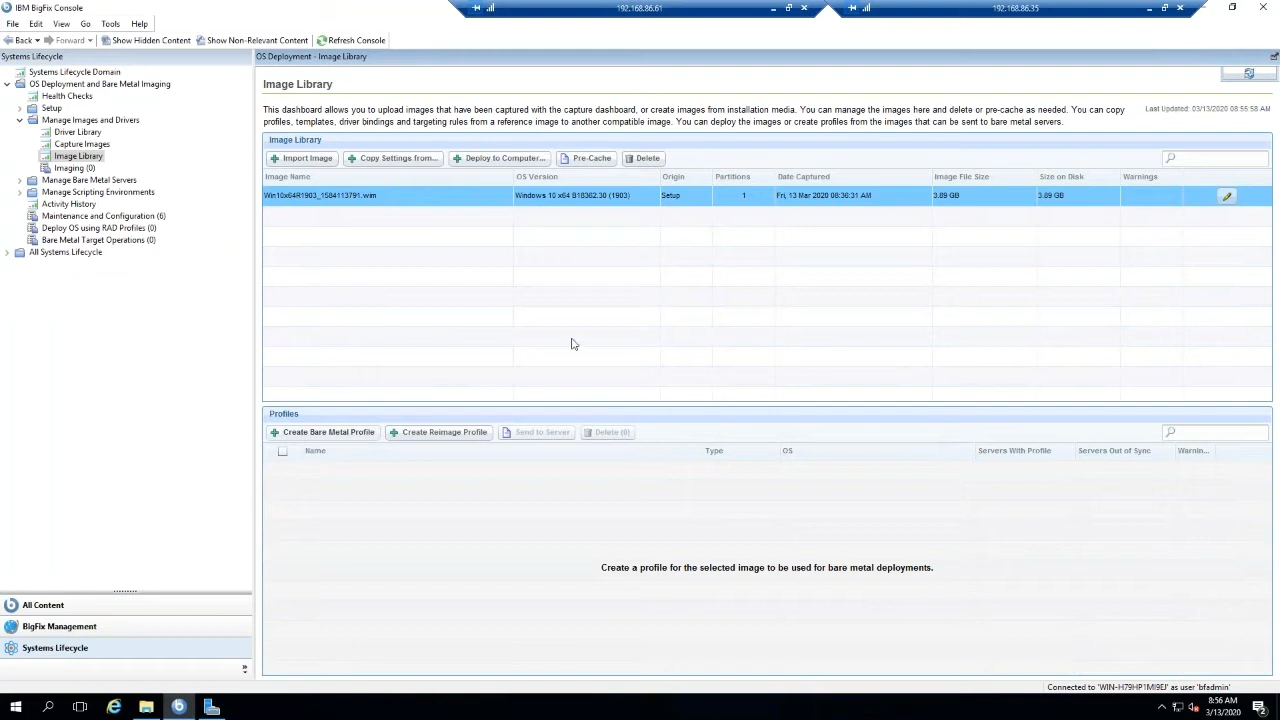 IBM BigFix Console
192.168.86.61
192.168.86.35
File Edit View Go Tools Help
Back Forward Show Hidden Content Show Non-Relevant Content Refresh Console
Systems Lifecycle
Systems Lifecycle Domain
OS Deployment and Bare Metal Imaging
Health Checks
Setup
Manage Images and Drivers
Driver Library
Capture Images
Image Library
Imaging (0)
Manage Bare Metal Servers
Manage Scripting Environments
Activity History
Maintenance and Configuration (6)
Deploy OS using RAD Profiles (0)
Bare Metal Target Operations (0)
All Systems Lifecycle
All Content
BigFix Management
Systems Lifecycle
OS Deployment - Image Library
Image Library
This dashboard allows you to upload images that have been captured with the capture dashboard, or create images from installation media. You can manage the images here and delete or pre-cache as needed. You can copy
profiles, templates, driver bindings and targeting rules from a reference image to another compatible image. You can deploy the images or create profiles from the images that can be sent to bare metal servers.
Last Updated: 03/13/2020 08:55:58 AM
Image Library
Import Image Copy Settings from... Deploy to Computer... Pre-Cache Delete
Image Name OS Version Origin Partitions Date Captured Image File Size Size on Disk Warnings
Win10x64R1903_1584113791.wim Windows 10 x64 B18362.30 (1903) Setup 1 Fri, 13 Mar 2020 08:36:31 AM 3.89 GB 3.89 GB
Profiles
Create Bare Metal Profile Create Reimage Profile Send to Server Delete (0)
Name Type OS Servers With Profile Servers Out of Sync Warnin...
Create a profile for the selected image to be used for bare metal deployments.
Connected to 'WIN-H79HP1MI9EJ' as user 'bfadmin'
8:56 AM
3/13/2020
2